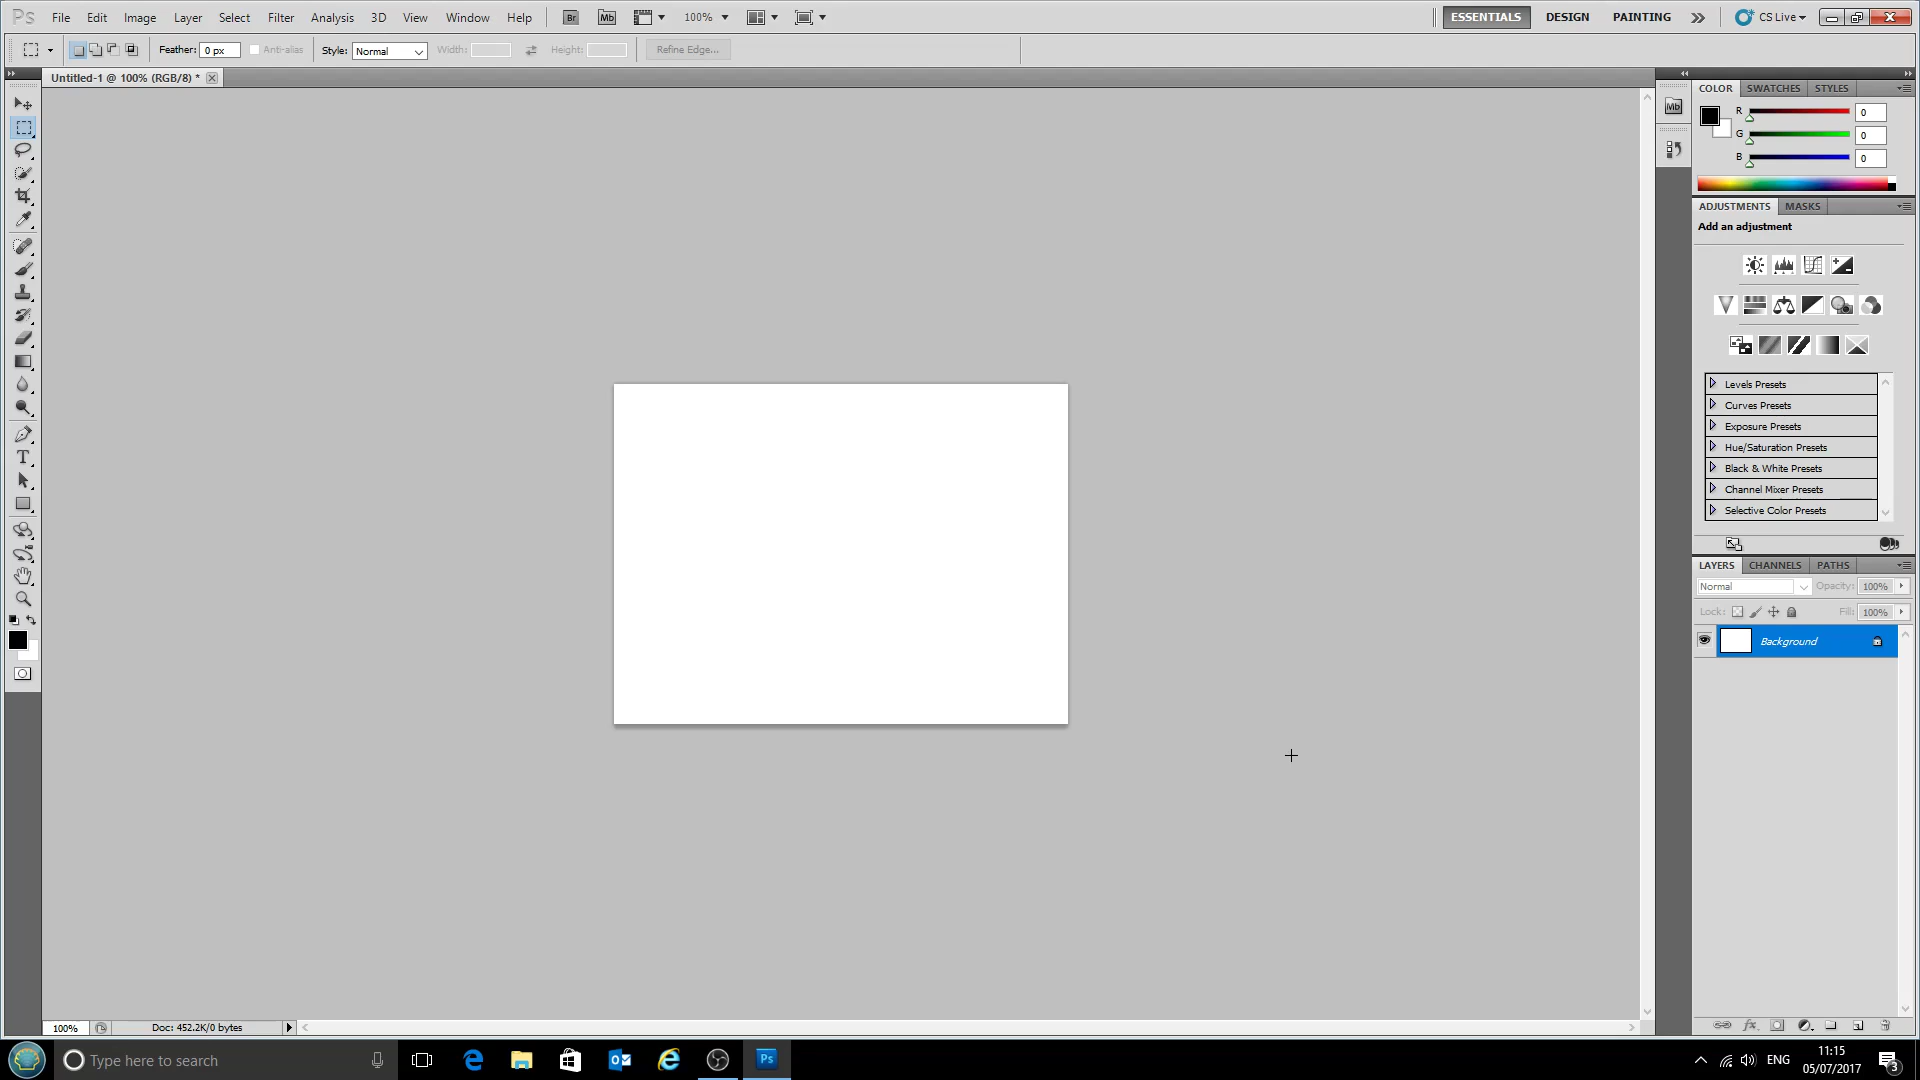 Ps File Edit Image Layer Select Filter Analysis 3D View Window Help Br Mb 100% ESSENTIALS DESIGN PAINTING CS Live
Feather: 0 px Anti-alias Style: Normal Width: Height: Refine Edge...
Untitled-1 @ 100% (RGB/8) *
COLOR SWATCHES STYLES
Mb
R 0
G 0
B 0
ADJUSTMENTS MASKS
Add an adjustment
Levels Presets
Curves Presets
Exposure Presets
Hue/Saturation Presets
Black & White Presets
Channel Mixer Presets
Selective Color Presets
T
LAYERS CHANNELS PATHS
Normal Opacity: 100%
Lock: Fill: 100%
Background
fx
100% Doc: 452.2K/0 bytes
Type here to search
Ps
ENG
11:15
05/07/2017
3